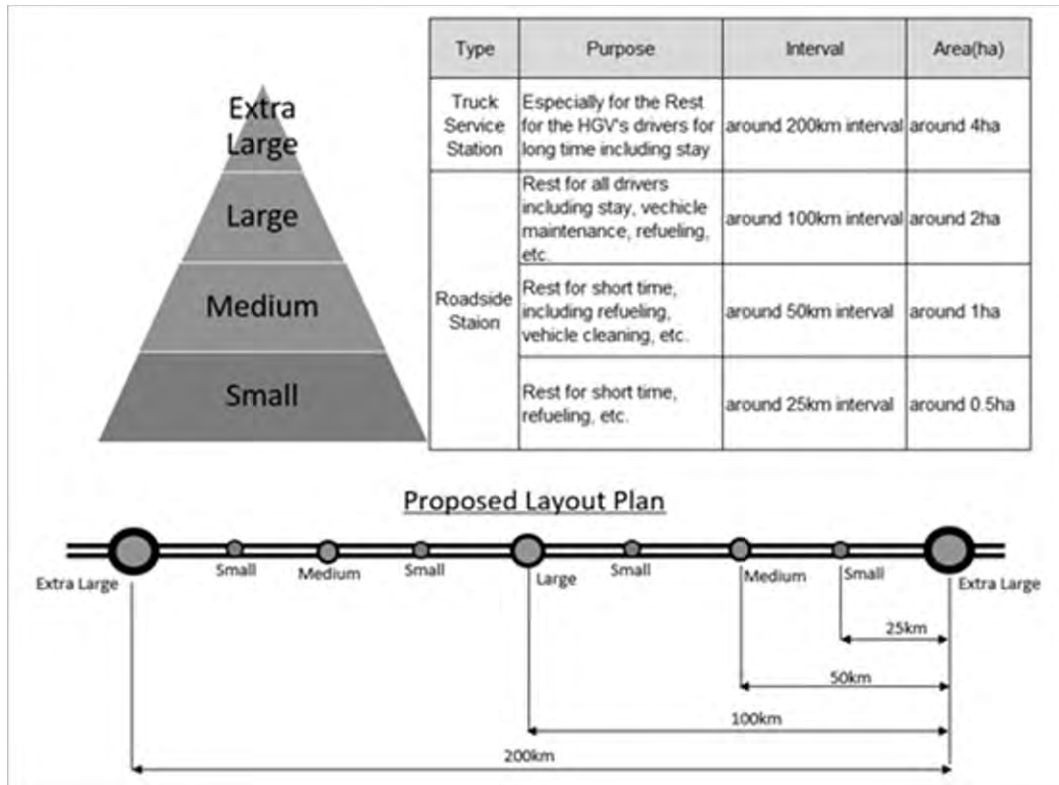 Extra
Large
Large
Medium
Small
Type Purpose Interval Area(ha)
Truck
Service
Station
Especially for the Rest
for the HGV's drivers for
long time including stay
around 200km interval
around 4ha
Roadside
Staion
Rest for all drivers
including stay, vechicle
maintenance, refueling,
etc.
around 100km interval
around 2ha
Rest for short time,
including refueling,
vehicle cleaning, etc.
around 50km interval
around 1ha
Rest for short time,
refueling, etc.
around 25km interval
around 0.5ha
Proposed Layout Plan
Extra Large
Small
Medium
Small
Large
Small
Medium
Small
Extra Large
25km
50km
100km
200km